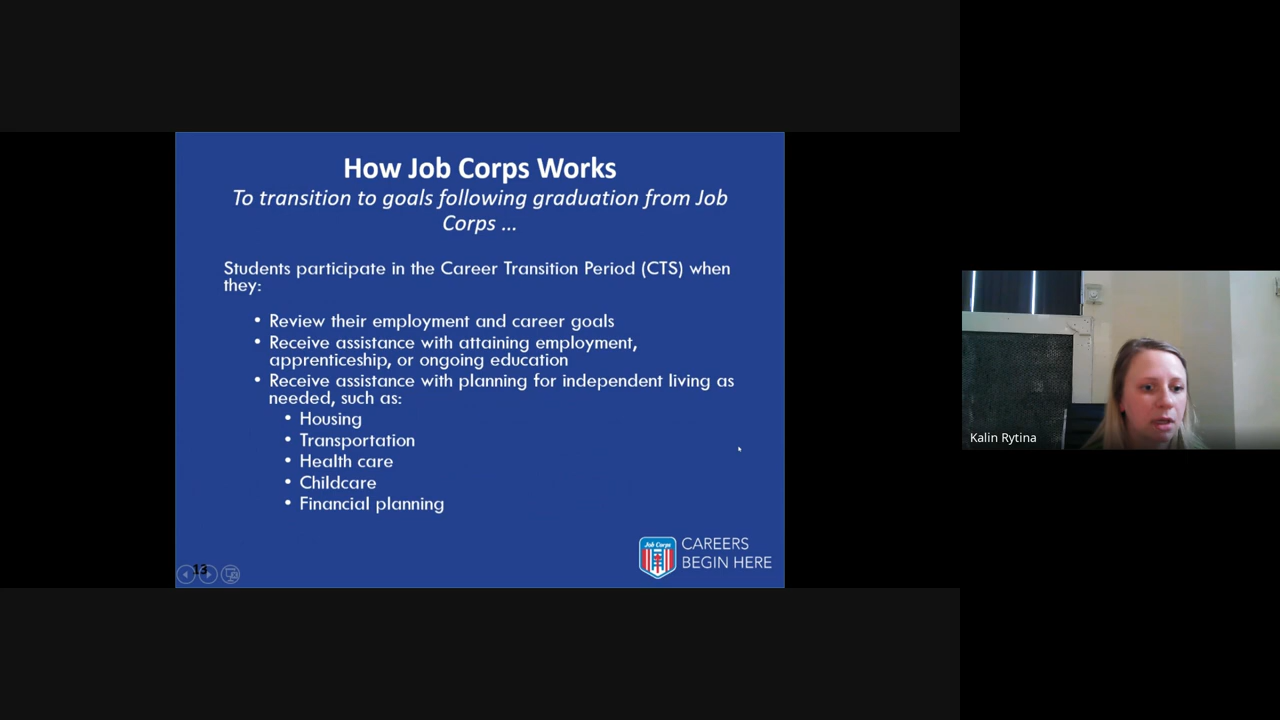 How Job Corps Works
To transition to goals following graduation from Job
Corps ...
Students participate in the Career Transition Period (CTS) when
they:
• Review their employment and career goals
• Receive assistance with attaining employment,
apprenticeship, or ongoing education
• Receive assistance with planning for independent living as
needed, such as:
• Housing
• Transportation
• Health care
• Childcare
• Financial planning
Job Corps
CAREERS
BEGIN HERE
13
Kalin Rytina